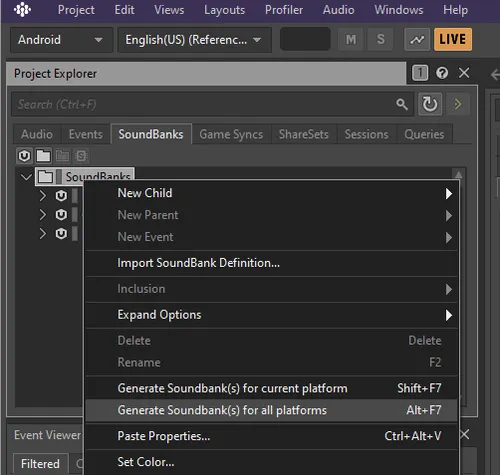 Project Edit Views Layouts Profiler Audio Windows Help
Android English(US) (Referenc... M S LIVE
Project Explorer 1
Search (Ctrl+F)
Audio Events SoundBanks Game Syncs ShareSets Sessions Queries
SoundBanks
New Child
New Parent
New Event
Import SoundBank Definition...
Inclusion
Expand Options
Delete Delete
Rename F2
Generate Soundbank(s) for current platform Shift+F7
Generate Soundbank(s) for all platforms Alt+F7
Paste Properties... Ctrl+Alt+V
Set Color...
Event Viewer
Filtered